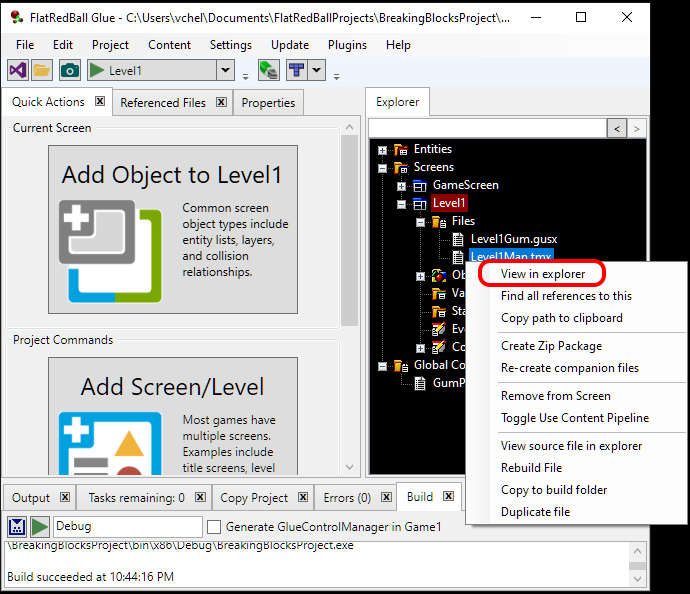 FlatRedBall Glue - C:\Users\vchel\Documents\FlatRedBallProjects\BreakingBlocksProject\...
File Edit Project Content Settings Update Plugins Help
Level1
Quick Actions Referenced Files Properties
Current Screen
Add Object to Level1
Common screen
object types include
entity lists, layers,
and collision
relationships.
Project Commands
Add Screen/Level
Most games have
multiple screens.
Examples include
title screens, level
Explorer
< >
Entities
Screens
GameScreen
Level1
Files
Level1Gum.gusx
Level1Map.tmx
Ob
Va
Sta
Eve
Co
Global Co
GumP
View in explorer
Find all references to this
Copy path to clipboard
Create Zip Package
Re-create companion files
Remove from Screen
Toggle Use Content Pipeline
View source file in explorer
Rebuild File
Copy to build folder
Duplicate file
Output Tasks remaining: 0 Copy Project Errors (0) Build
Debug Generate GlueControlManager in Game1
\BreakingBlocksProject\bin\x86\Debug\BreakingBlocksProject.exe
Build succeeded at 10:44:16 PM